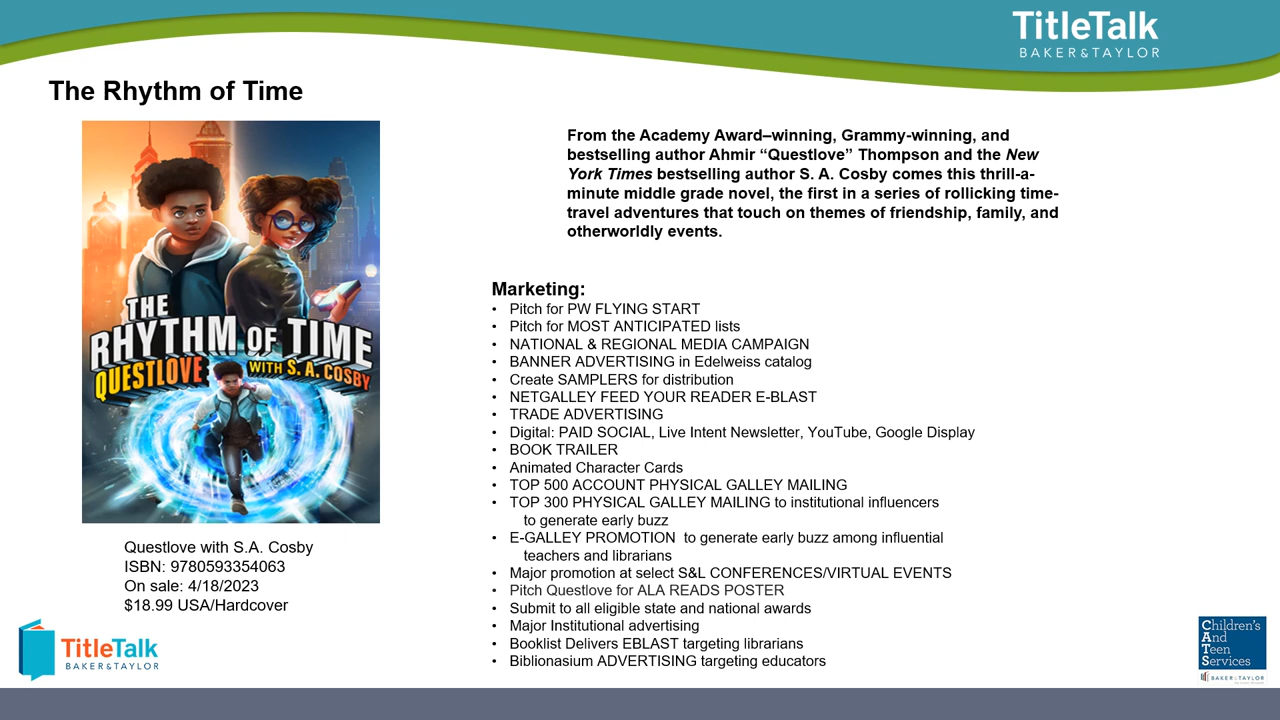 TitleTalk
BAKER & TAYLOR
The Rhythm of Time
THE
RHYTHM OF TIME
QUESTLOVE WITH S. A. COSBY
From the Academy Award–winning, Grammy-winning, and
bestselling author Ahmir “Questlove” Thompson and the New
York Times bestselling author S. A. Cosby comes this thrill-a-
minute middle grade novel, the first in a series of rollicking time-
travel adventures that touch on themes of friendship, family, and
otherworldly events.
Marketing:
• Pitch for PW FLYING START
• Pitch for MOST ANTICIPATED lists
• NATIONAL & REGIONAL MEDIA CAMPAIGN
• BANNER ADVERTISING in Edelweiss catalog
• Create SAMPLERS for distribution
• NETGALLEY FEED YOUR READER E-BLAST
• TRADE ADVERTISING
• Digital: PAID SOCIAL, Live Intent Newsletter, YouTube, Google Display
• BOOK TRAILER
• Animated Character Cards
• TOP 500 ACCOUNT PHYSICAL GALLEY MAILING
• TOP 300 PHYSICAL GALLEY MAILING to institutional influencers
to generate early buzz
• E-GALLEY PROMOTION to generate early buzz among influential
teachers and librarians
• Major promotion at select S&L CONFERENCES/VIRTUAL EVENTS
• Pitch Questlove for ALA READS POSTER
• Submit to all eligible state and national awards
• Major Institutional advertising
• Booklist Delivers EBLAST targeting librarians
• Biblionasium ADVERTISING targeting educators
Questlove with S.A. Cosby
ISBN: 9780593354063
On sale: 4/18/2023
$18.99 USA/Hardcover
TitleTalk
BAKER & TAYLOR
Children's
And
Teen
Services
BAKER & TAYLOR